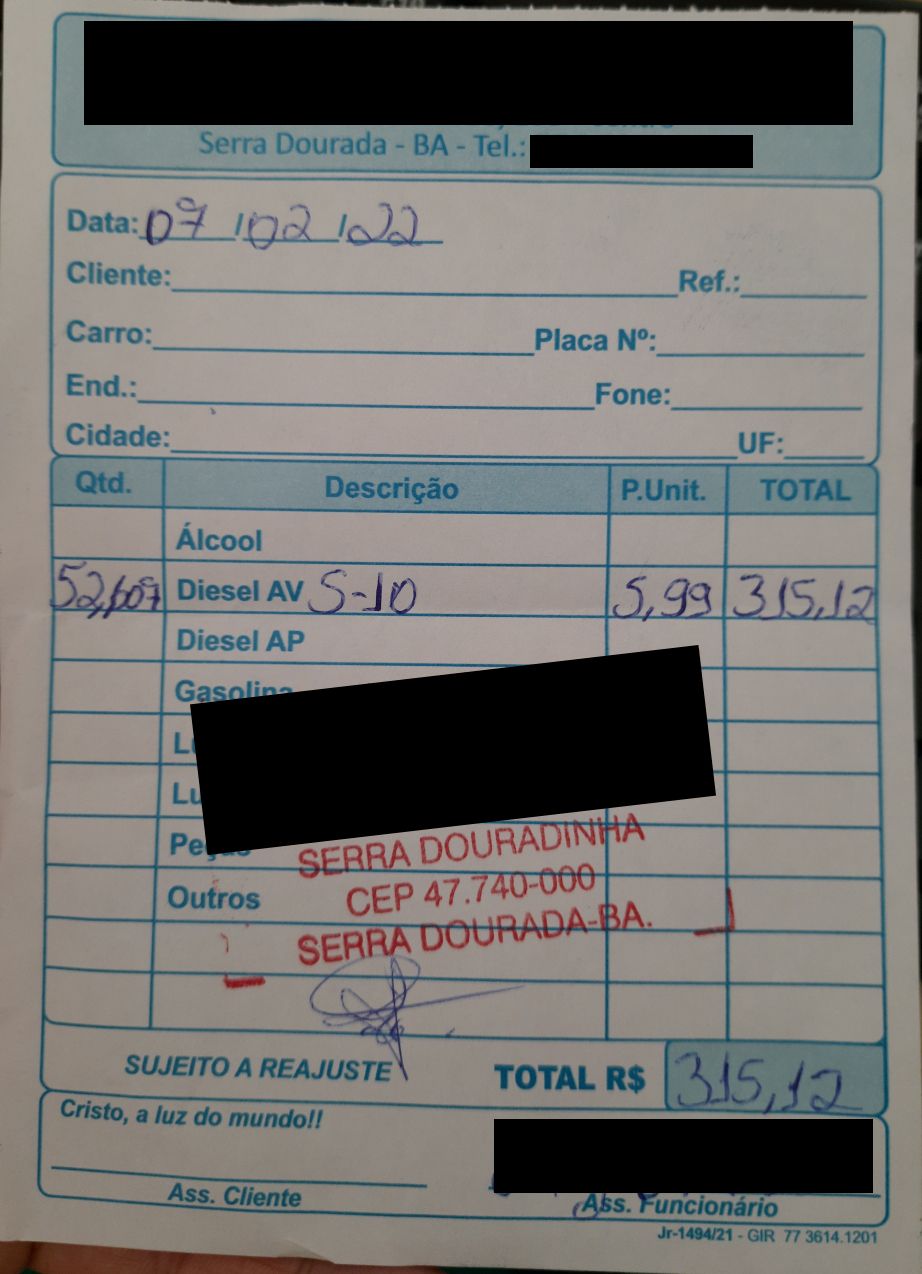 Serra Dourada - BA - Tel.:
Data: 07/02/22
Cliente: Ref.:
Carro: Placa Nº:
End.: Fone:
Cidade: UF:
Qtd. Descrição P.Unit. TOTAL
Álcool
52,607 Diesel AV S-10 5,99 315,12
Diesel AP
Gasolina
Outros
SERRA DOURADINHA
CEP 47.740-000
SERRA DOURADA-BA.
SUJEITO A REAJUSTE TOTAL R$ 315,12
Cristo, a luz do mundo!!
Ass. Cliente Ass. Funcionário
Jr-1494/21 - GIR 77 3614.1201